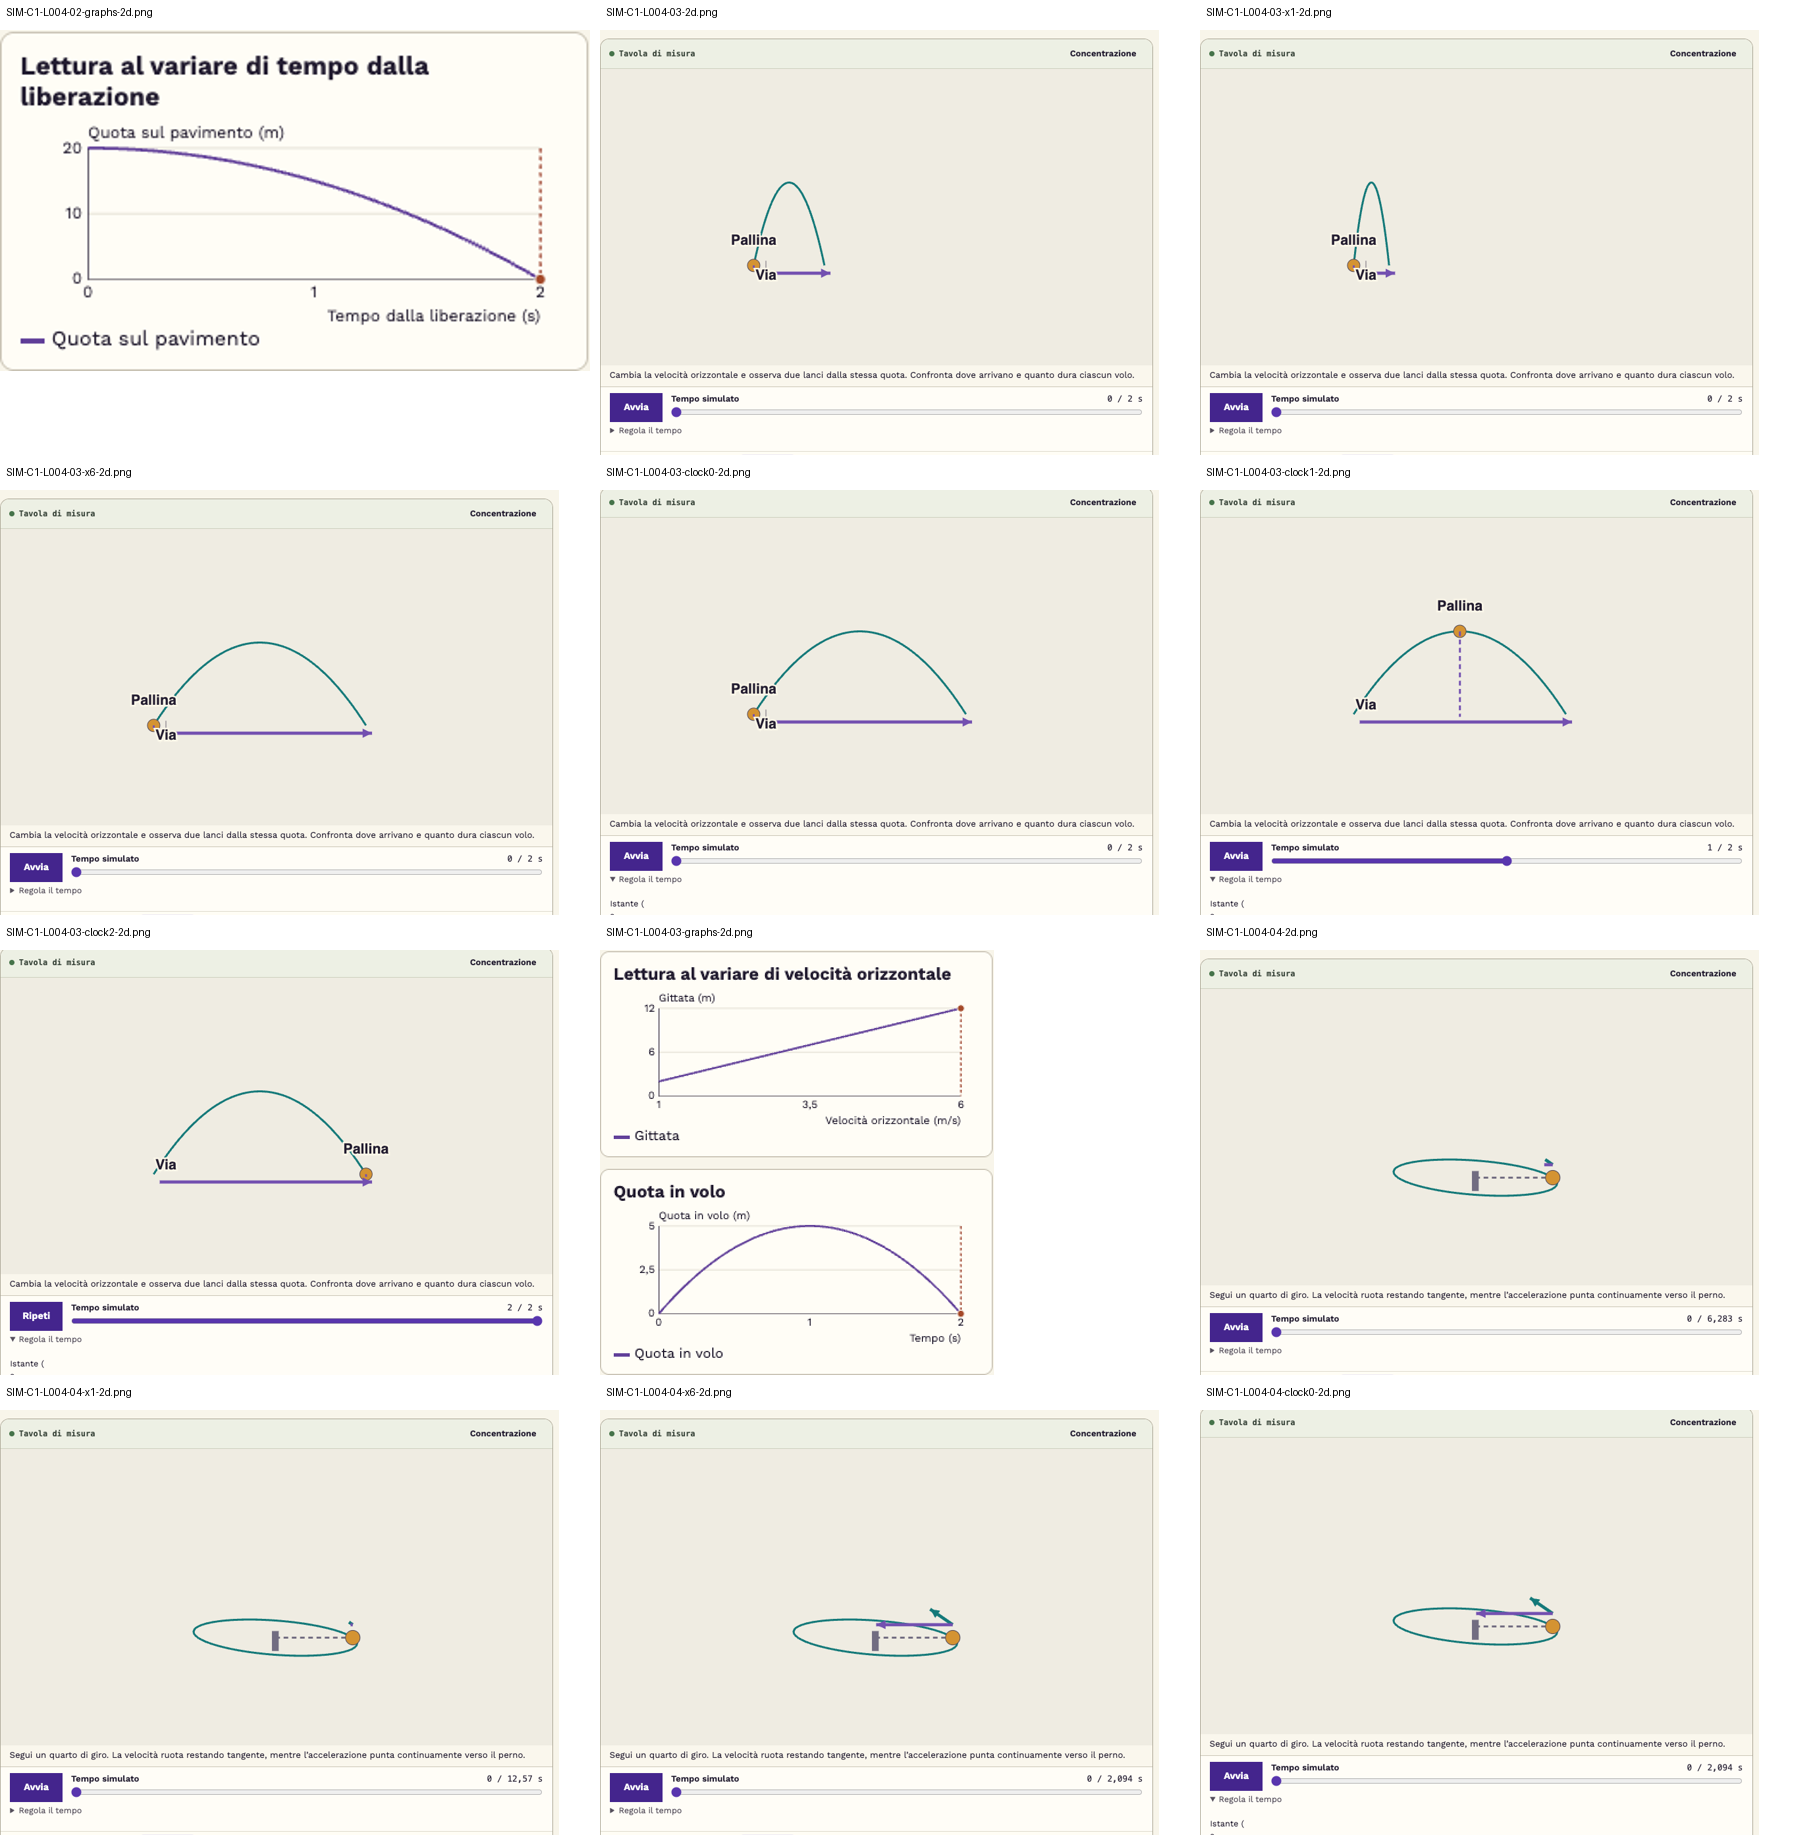 SIM-C1-L004-02-graphs-2d.png
Lettura al variare di tempo dalla
liberazione
Quota sul pavimento (m)
20
10
0
0
1
2
Tempo dalla liberazione (s)
Quota sul pavimento
SIM-C1-L004-03-2d.png
Tavola di misura
Concentrazione
Pallina
Via
Cambia la velocità orizzontale e osserva due lanci dalla stessa quota. Confronta dove arrivano e quanto dura ciascun volo.
Avvia
Tempo simulato
0 / 2 s
Regola il tempo
SIM-C1-L004-03-x1-2d.png
Tavola di misura
Concentrazione
Pallina
Via
Cambia la velocità orizzontale e osserva due lanci dalla stessa quota. Confronta dove arrivano e quanto dura ciascun volo.
Avvia
Tempo simulato
0 / 2 s
Regola il tempo
SIM-C1-L004-03-x6-2d.png
Tavola di misura
Concentrazione
Pallina
Via
Cambia la velocità orizzontale e osserva due lanci dalla stessa quota. Confronta dove arrivano e quanto dura ciascun volo.
Avvia
Tempo simulato
0 / 2 s
Regola il tempo
SIM-C1-L004-03-clock0-2d.png
Tavola di misura
Concentrazione
Pallina
Via
Cambia la velocità orizzontale e osserva due lanci dalla stessa quota. Confronta dove arrivano e quanto dura ciascun volo.
Avvia
Tempo simulato
0 / 2 s
Regola il tempo
Istante (
SIM-C1-L004-03-clock1-2d.png
Tavola di misura
Concentrazione
Pallina
Via
Cambia la velocità orizzontale e osserva due lanci dalla stessa quota. Confronta dove arrivano e quanto dura ciascun volo.
Avvia
Tempo simulato
1 / 2 s
Regola il tempo
Istante (
SIM-C1-L004-03-clock2-2d.png
Tavola di misura
Concentrazione
Via
Pallina
Cambia la velocità orizzontale e osserva due lanci dalla stessa quota. Confronta dove arrivano e quanto dura ciascun volo.
Ripeti
Tempo simulato
2 / 2 s
Regola il tempo
Istante (
SIM-C1-L004-03-graphs-2d.png
Lettura al variare di velocità orizzontale
Gittata (m)
12
6
0
1
3,5
6
Velocità orizzontale (m/s)
Gittata
Quota in volo
Quota in volo (m)
5
2,5
0
0
1
2
Tempo (s)
Quota in volo
SIM-C1-L004-04-2d.png
Tavola di misura
Concentrazione
Segui un quarto di giro. La velocità ruota restando tangente, mentre l'accelerazione punta continuamente verso il perno.
Avvia
Tempo simulato
0 / 6,283 s
Regola il tempo
SIM-C1-L004-04-x1-2d.png
Tavola di misura
Concentrazione
Segui un quarto di giro. La velocità ruota restando tangente, mentre l'accelerazione punta continuamente verso il perno.
Avvia
Tempo simulato
0 / 12,57 s
Regola il tempo
SIM-C1-L004-04-x6-2d.png
Tavola di misura
Concentrazione
Segui un quarto di giro. La velocità ruota restando tangente, mentre l'accelerazione punta continuamente verso il perno.
Avvia
Tempo simulato
0 / 2,094 s
Regola il tempo
SIM-C1-L004-04-clock0-2d.png
Tavola di misura
Concentrazione
Segui un quarto di giro. La velocità ruota restando tangente, mentre l'accelerazione punta continuamente verso il perno.
Avvia
Tempo simulato
0 / 2,094 s
Regola il tempo
Istante (